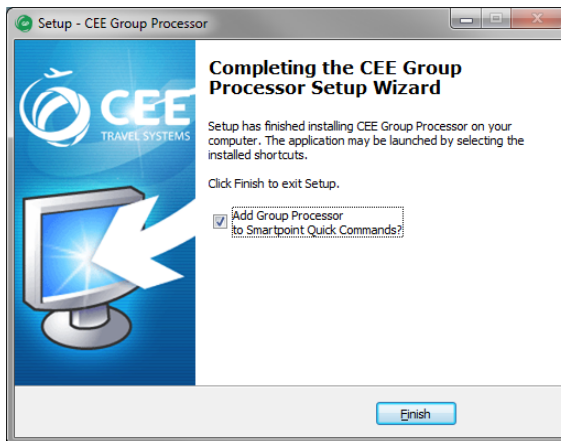 Setup - CEE Group Processor
CEE
TRAVEL SYSTEMS
Completing the CEE Group
Processor Setup Wizard
Setup has finished installing CEE Group Processor on your
computer. The application may be launched by selecting the
installed shortcuts.
Click Finish to exit Setup.
Add Group Processor
to Smartpoint Quick Commands?
Finish